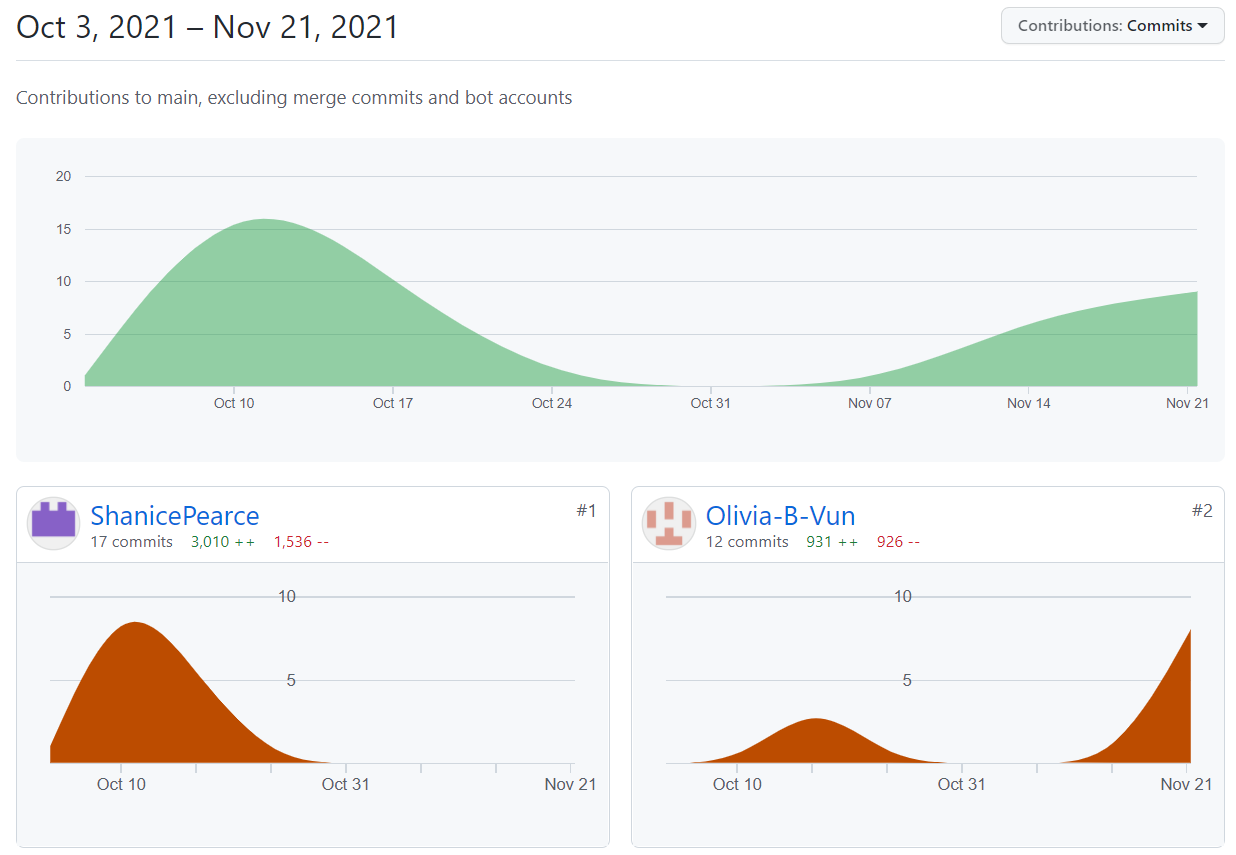 Oct 3, 2021 – Nov 21, 2021
Contributions: Commits
Contributions to main, excluding merge commits and bot accounts
20
15
10
5
0
Oct 10 Oct 17 Oct 24 Oct 31 Nov 07 Nov 14 Nov 21
ShanicePearce
#1
17 commits 3,010 ++ 1,536 --
10
5
Oct 10 Oct 31 Nov 21
Olivia-B-Vun
#2
12 commits 931 ++ 926 --
10
5
Oct 10 Oct 31 Nov 21